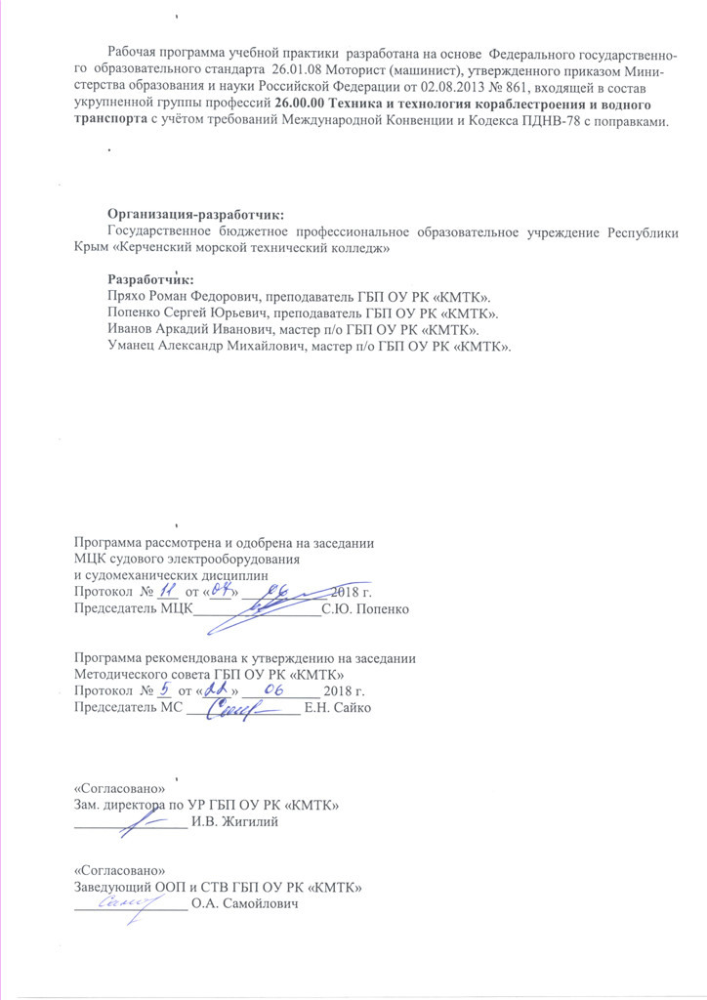 Рабочая программа учебной практики разработана на основе Федерального государственно-
го образовательного стандарта 26.01.08 Моторист (машинист), утвержденного приказом Мини-
стерства образования и науки Российской Федерации от 02.08.2013 № 861, входящей в состав
укрупненной группы профессий 26.00.00 Техника и технология кораблестроения и водного
транспорта с учётом требований Международной Конвенции и Кодекса ПДНВ-78 с поправками.
Организация-разработчик:
Государственное бюджетное профессиональное образовательное учреждение Республики
Крым «Керченский морской технический колледж»
Разработчик:
Пряхо Роман Федорович, преподаватель ГБП ОУ РК «КМТК».
Попенко Сергей Юрьевич, преподаватель ГБП ОУ РК «КМТК».
Иванов Аркадий Иванович, мастер п/о ГБП ОУ РК «КМТК».
Уманец Александр Михайлович, мастер п/о ГБП ОУ РК «КМТК».
Программа рассмотрена и одобрена на заседании
МЦК судового электрооборудования
и судомеханических дисциплин
Протокол № 11 от «07» 06 2018 г.
Председатель МЦК С.Ю. Попенко
Программа рекомендована к утверждению на заседании
Методического совета ГБП ОУ РК «КМТК»
Протокол № 5 от «22» 06 2018 г.
Председатель МС Е.Н. Сайко
«Согласовано»
Зам. директора по УР ГБП ОУ РК «КМТК»
И.В. Жигилий
«Согласовано»
Заведующий ООП и СТВ ГБП ОУ РК «КМТК»
О.А. Самойлович